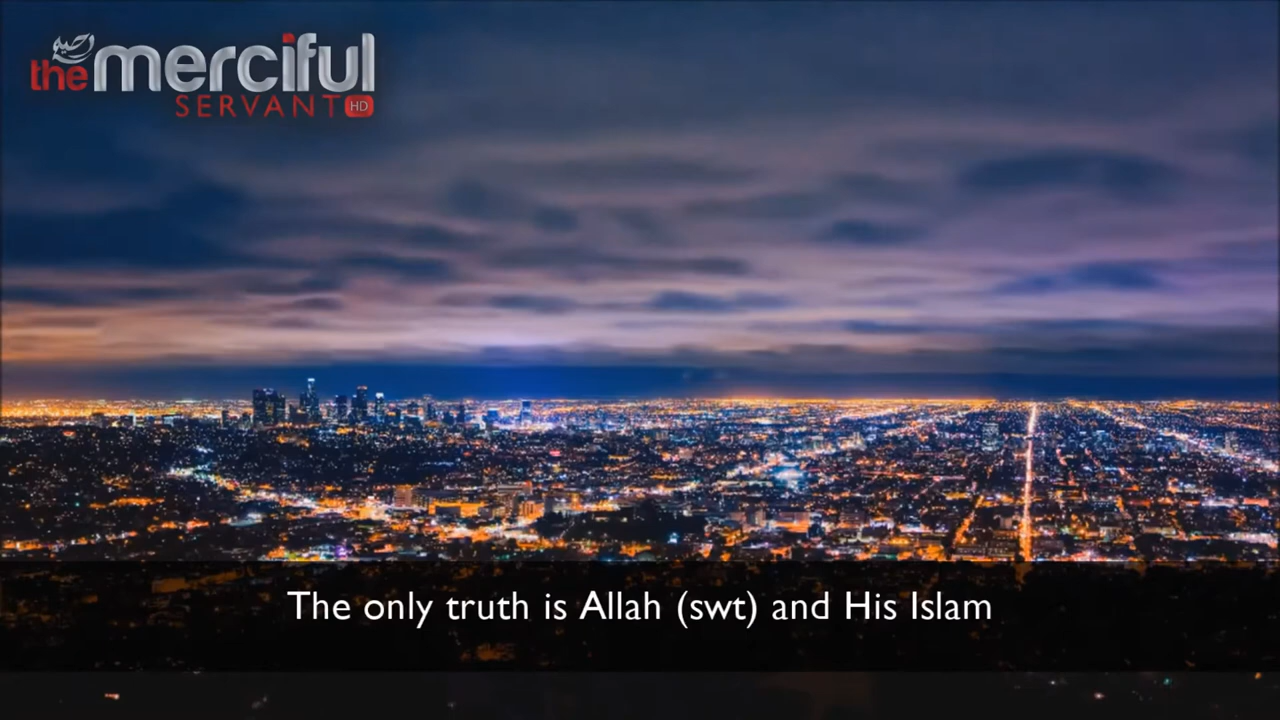 the merciful
SERVANT HD
The only truth is Allah (swt) and His Islam